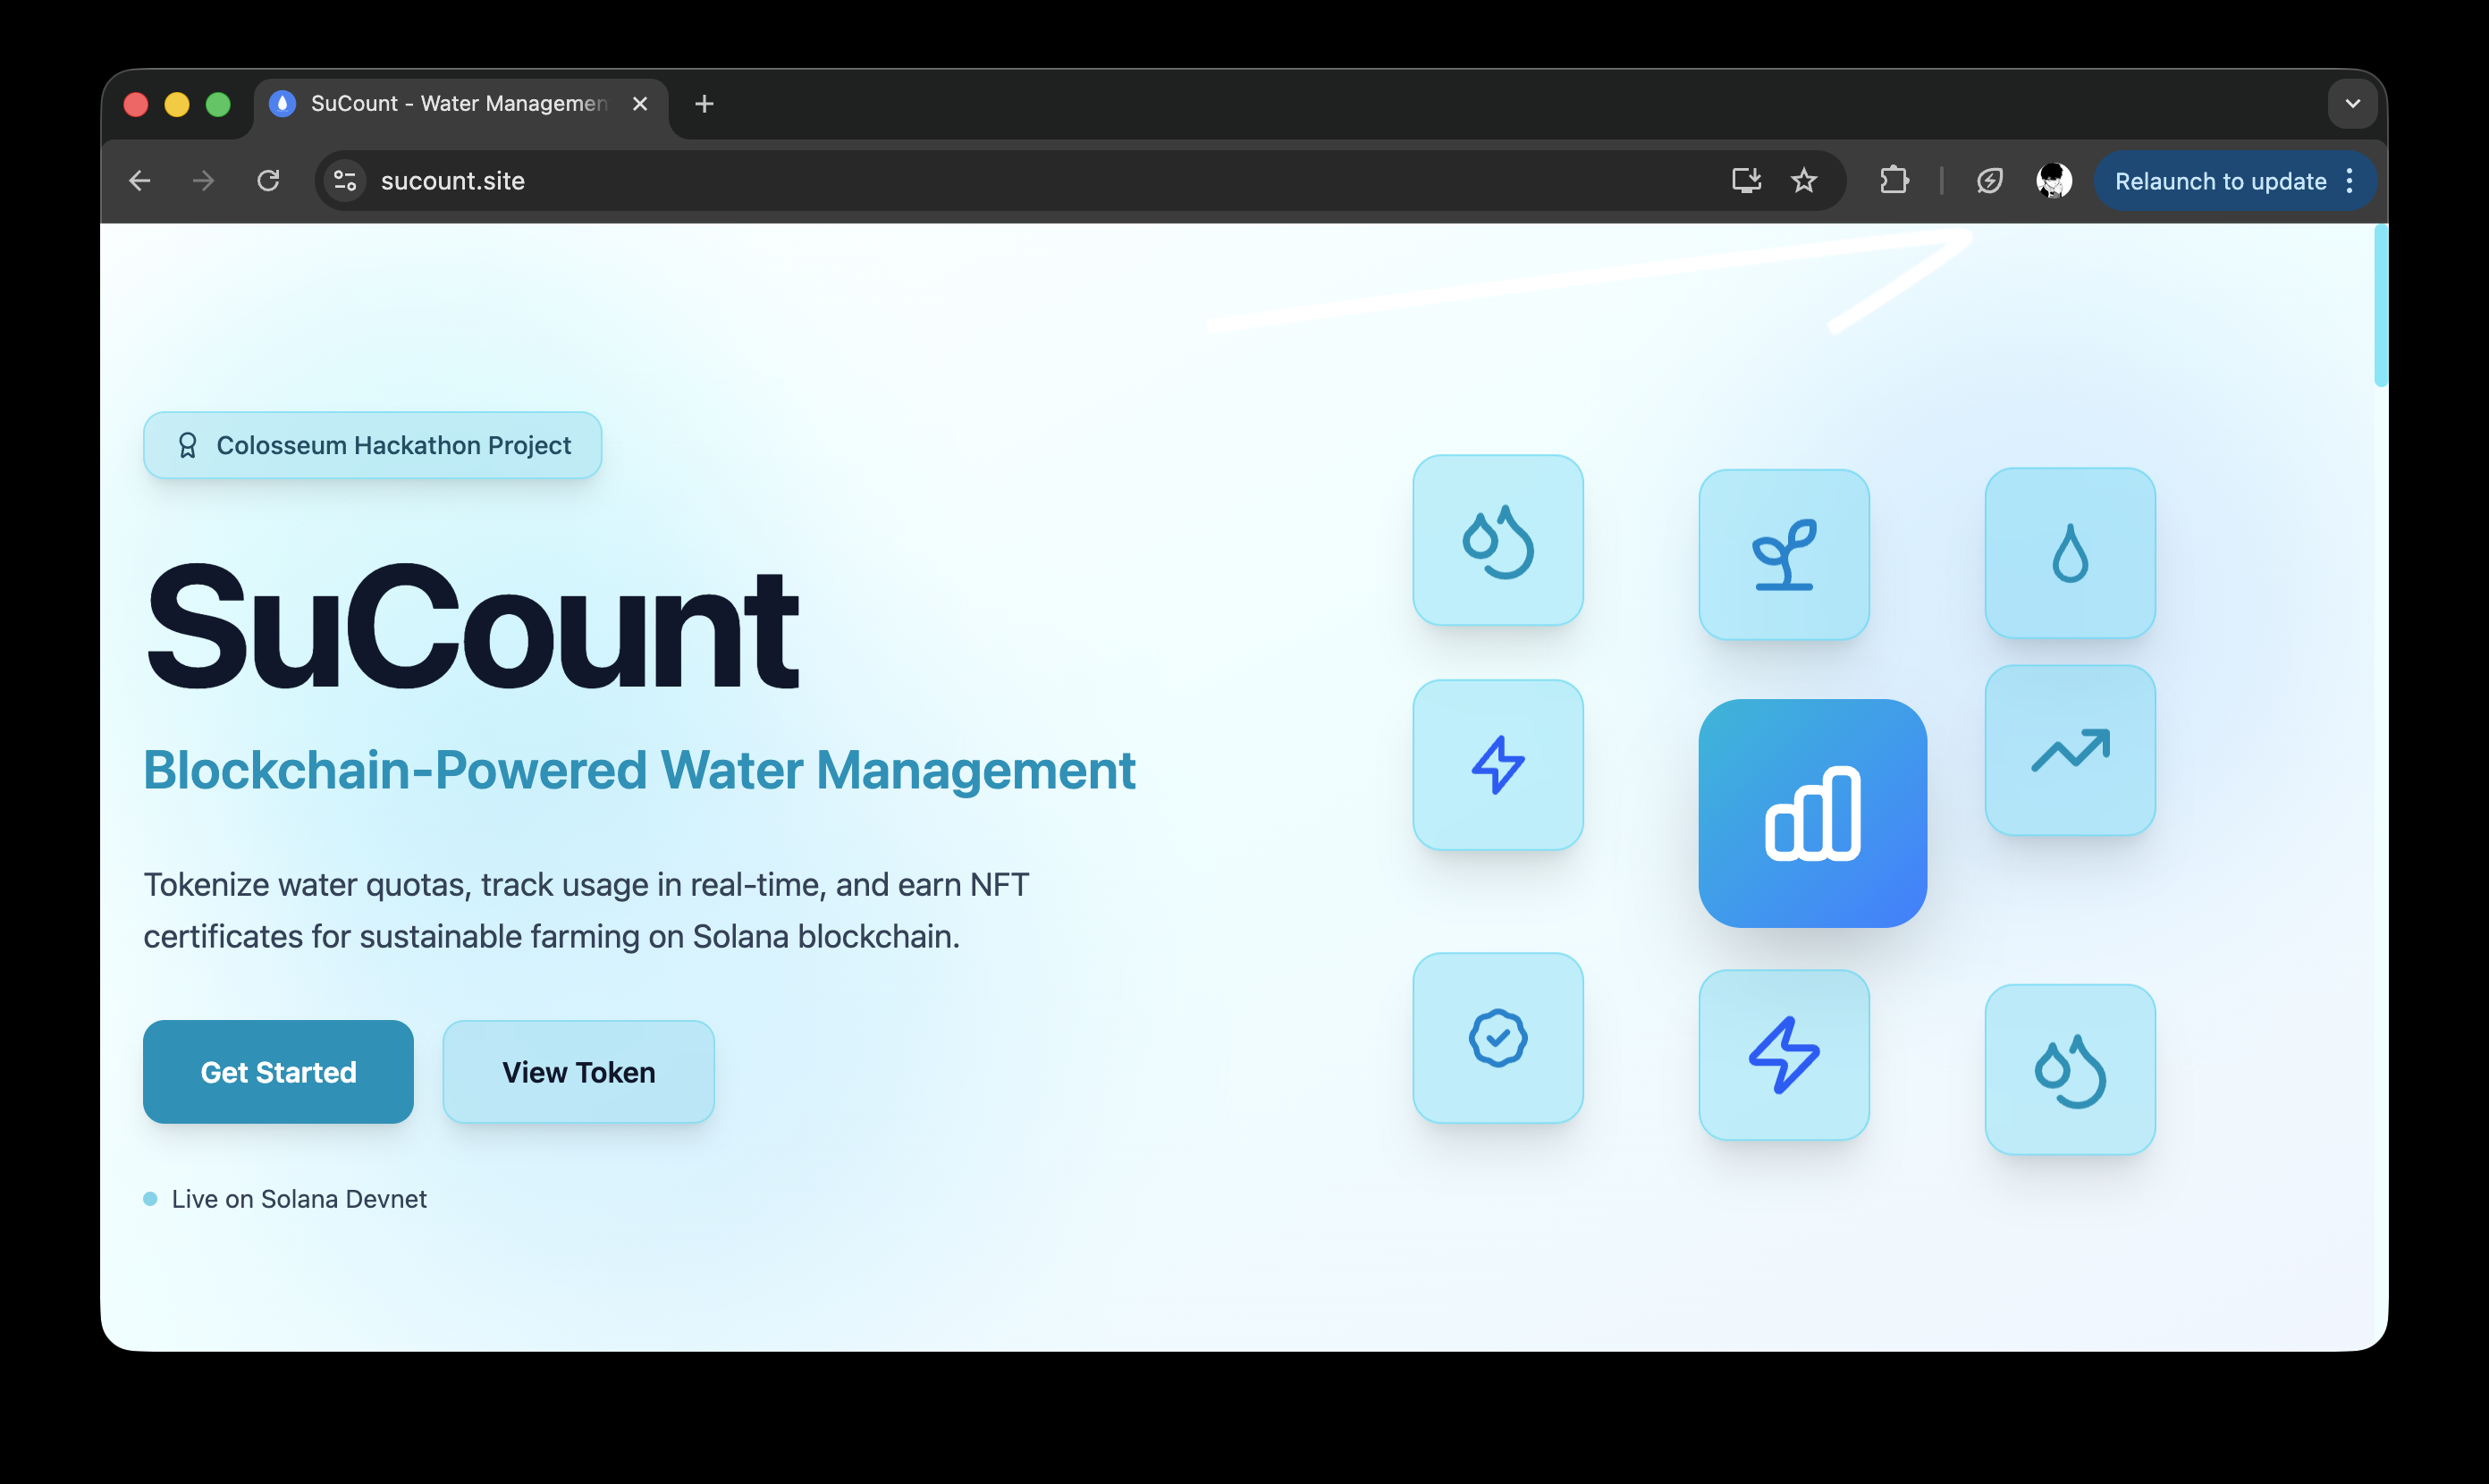 SuCount - Water Managemen
sucount.site
Relaunch to update
Colosseum Hackathon Project
SuCount
Blockchain-Powered Water Management
Tokenize water quotas, track usage in real-time, and earn NFT
certificates for sustainable farming on Solana blockchain.
Get Started
View Token
Live on Solana Devnet